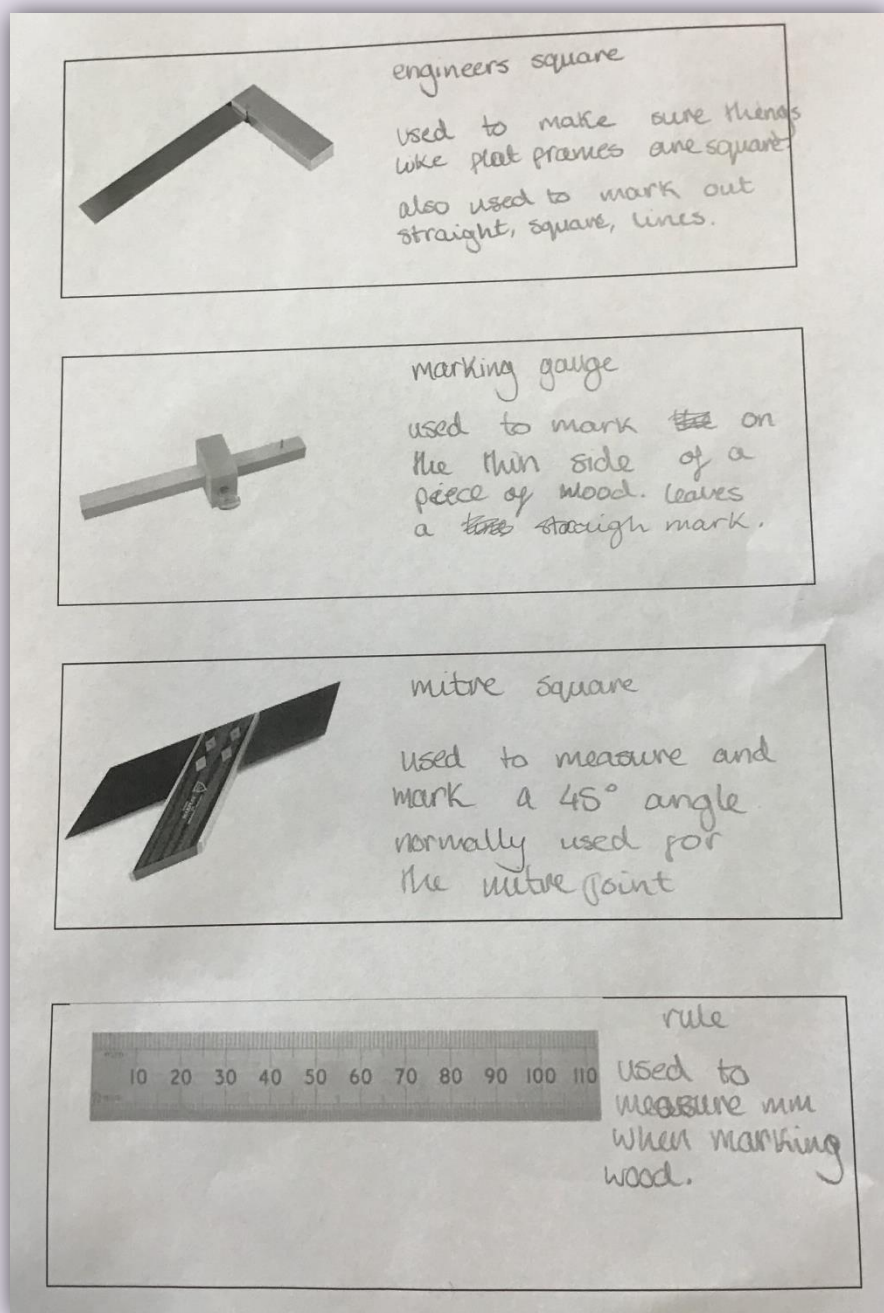 engineers square
used to make sure things
like plat prames are square
also used to mark out
straight, square, lines.
marking gauge
used to mark on
the thin side of a
piece of wood. leaves
a straigh mark.
mitre square
used to measure and
mark a 45° angle
normally used for
the mitre joint
rule
10 20 30 40 50 60 70 80 90 100 110
used to
measure mm
when marking
wood.